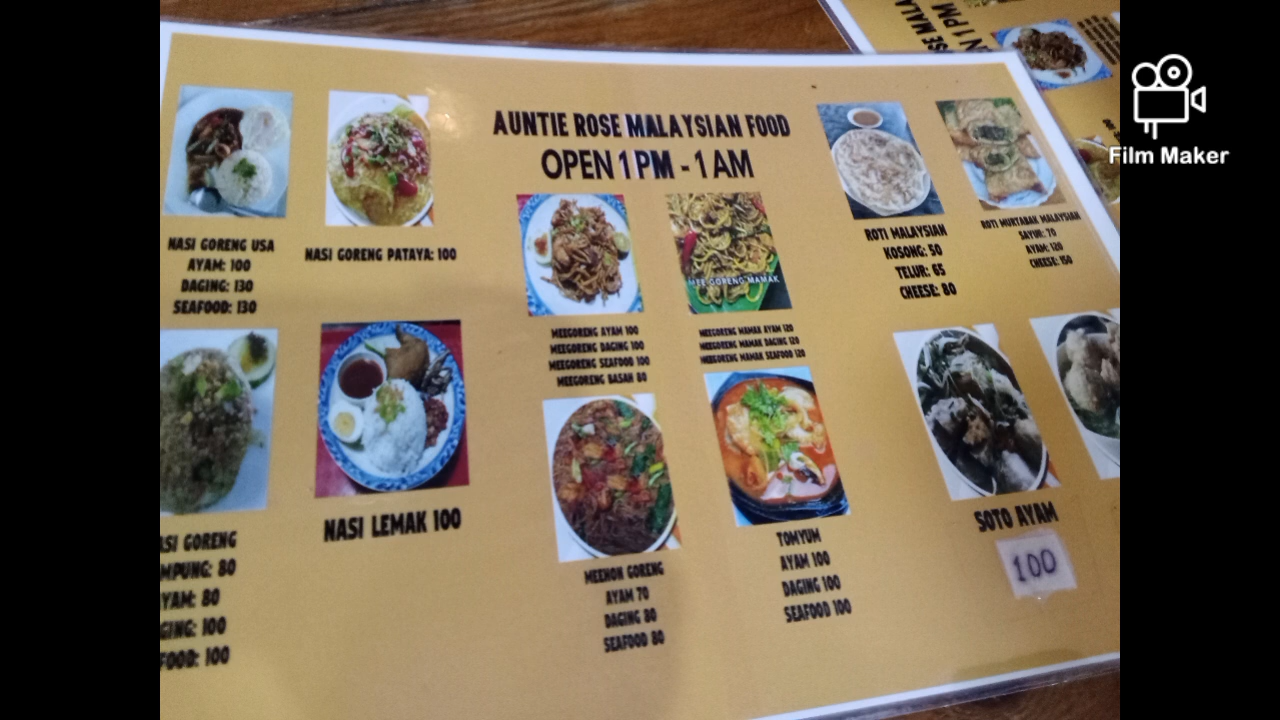 AUNTIE ROSE MALAYSIAN FOOD
OPEN 1 PM - 1 AM
NASI GORENG USA
AYAM: 100
DAGING: 130
SEAFOOD: 130
NASI GORENG PATAYA: 100
MEE GORENG MAMAK
MEEGORENG AYAM 100
MEEGORENG DAGING 100
MEEGORENG SEAFOOD 100
MEEGORENG BASAH 80
MEEGORENG MAMAK AYAM 120
MEEGORENG MAMAK DAGING 120
MEEGORENG MAMAK SEAFOOD 120
ROTI MALAYSIAN
KOSONG: 50
TELUR: 65
CHEESE: 80
ROTI MURTABAK MALAYSIAN
SAYUR: 70
AYAM: 120
CHEESE: 150
SI GORENG
MPUNG: 80
YAM: 80
GING: 100
FOOD: 100
NASI LEMAK 100
MEEHON GORENG
AYAM 70
DAGING 80
SEAFOOD 80
TOMYUM
AYAM 100
DAGING 100
SEAFOOD 100
SOTO AYAM
100
SE MALA
N 1 PM
Film Maker